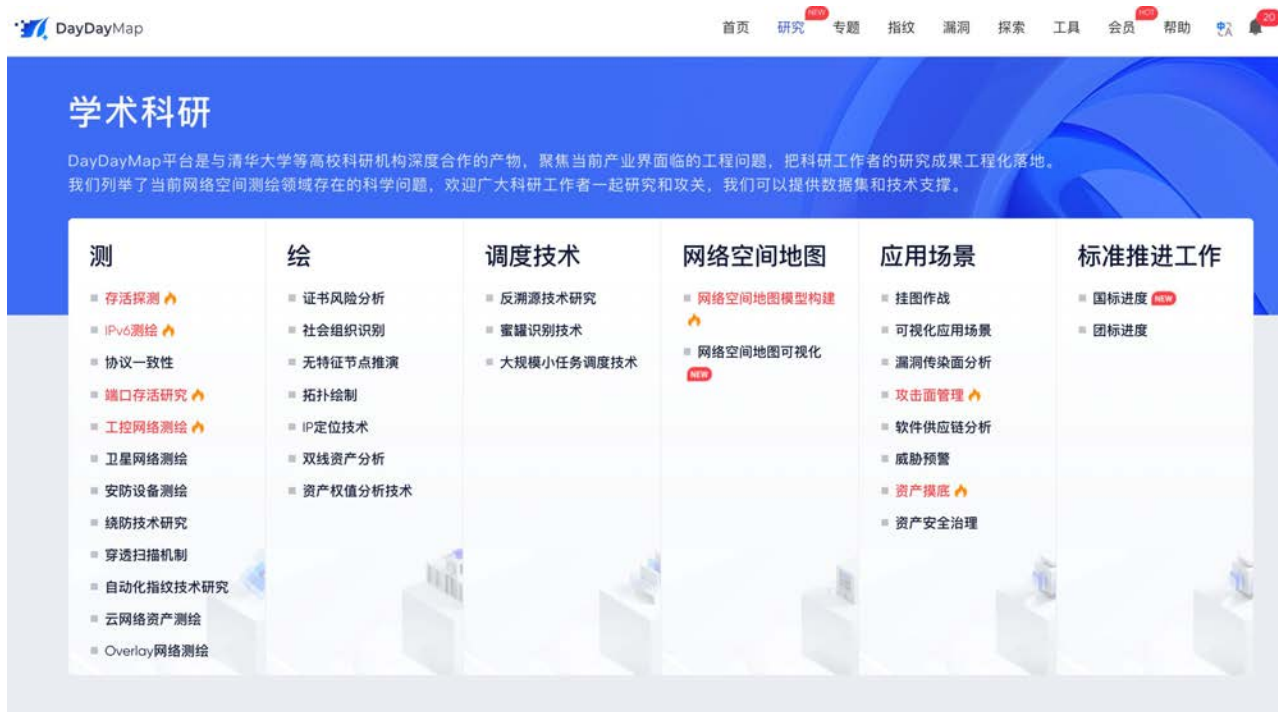 DayDayMap
首页 研究 NEW 专题 指纹 漏洞 探索 工具 会员 HOT 帮助 20
学术科研
DayDayMap平台是与清华大学等高校科研机构深度合作的产物，聚焦当前产业界面临的工程问题，把科研工作者的研究成果工程化落地。
我们列举了当前网络空间测绘领域存在的科学问题，欢迎广大科研工作者一起研究和攻关，我们可以提供数据集和技术支撑。
测
存活探测
IPv6测绘
协议一致性
端口存活研究
工控网络测绘
卫星网络测绘
安防设备测绘
绕防技术研究
穿透扫描机制
自动化指纹技术研究
云网络资产测绘
Overlay网络测绘
绘
证书风险分析
社会组织识别
无特征节点推演
拓扑绘制
IP定位技术
双线资产分析
资产权值分析技术
调度技术
反溯源技术研究
蜜罐识别技术
大规模小任务调度技术
网络空间地图
网络空间地图模型构建
网络空间地图可视化
NEW
应用场景
挂图作战
可视化应用场景
漏洞传染面分析
攻击面管理
软件供应链分析
威胁预警
资产摸底
资产安全治理
标准推进工作
国标进度 NEW
团标进度